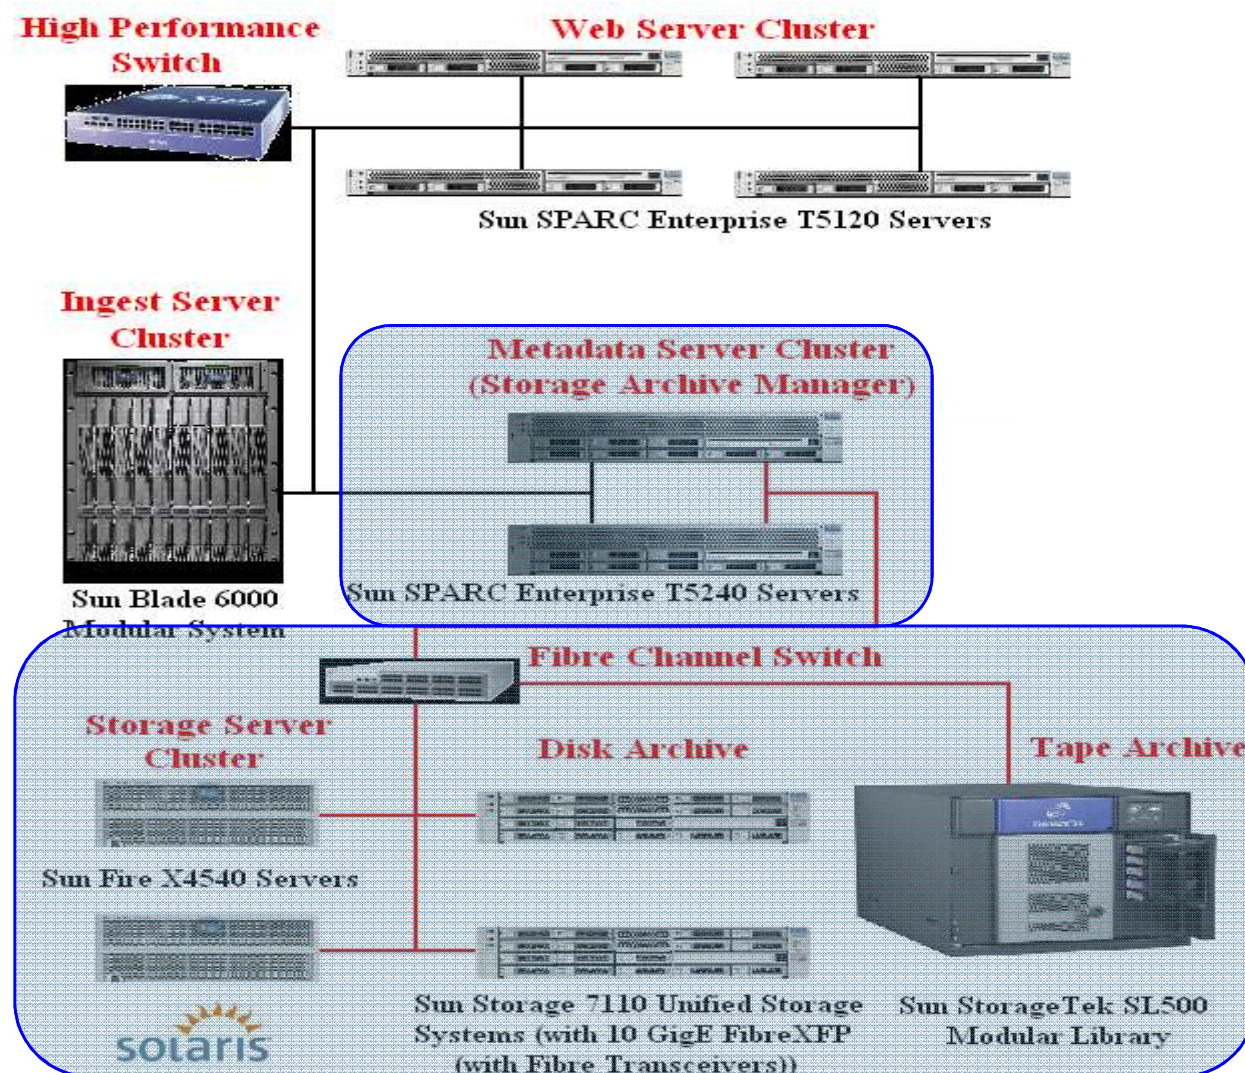 High Performance
Switch
Web Server Cluster
Sun
Sun SPARC Enterprise T5120 Servers
Ingest Server
Cluster
Metadata Server Cluster
(Storage Archive Manager)
Sun SPARC Enterprise T5240 Servers
Sun Blade 6000
Modular System
Fibre Channel Switch
Storage Server
Cluster
Disk Archive
Tape Archive
Sun Fire X4540 Servers
Sun Storage 7110 Unified Storage
Systems (with 10 GigE FibreXFP
(with Fibre Transceivers))
Sun StorageTek SL500
Modular Library
solaris